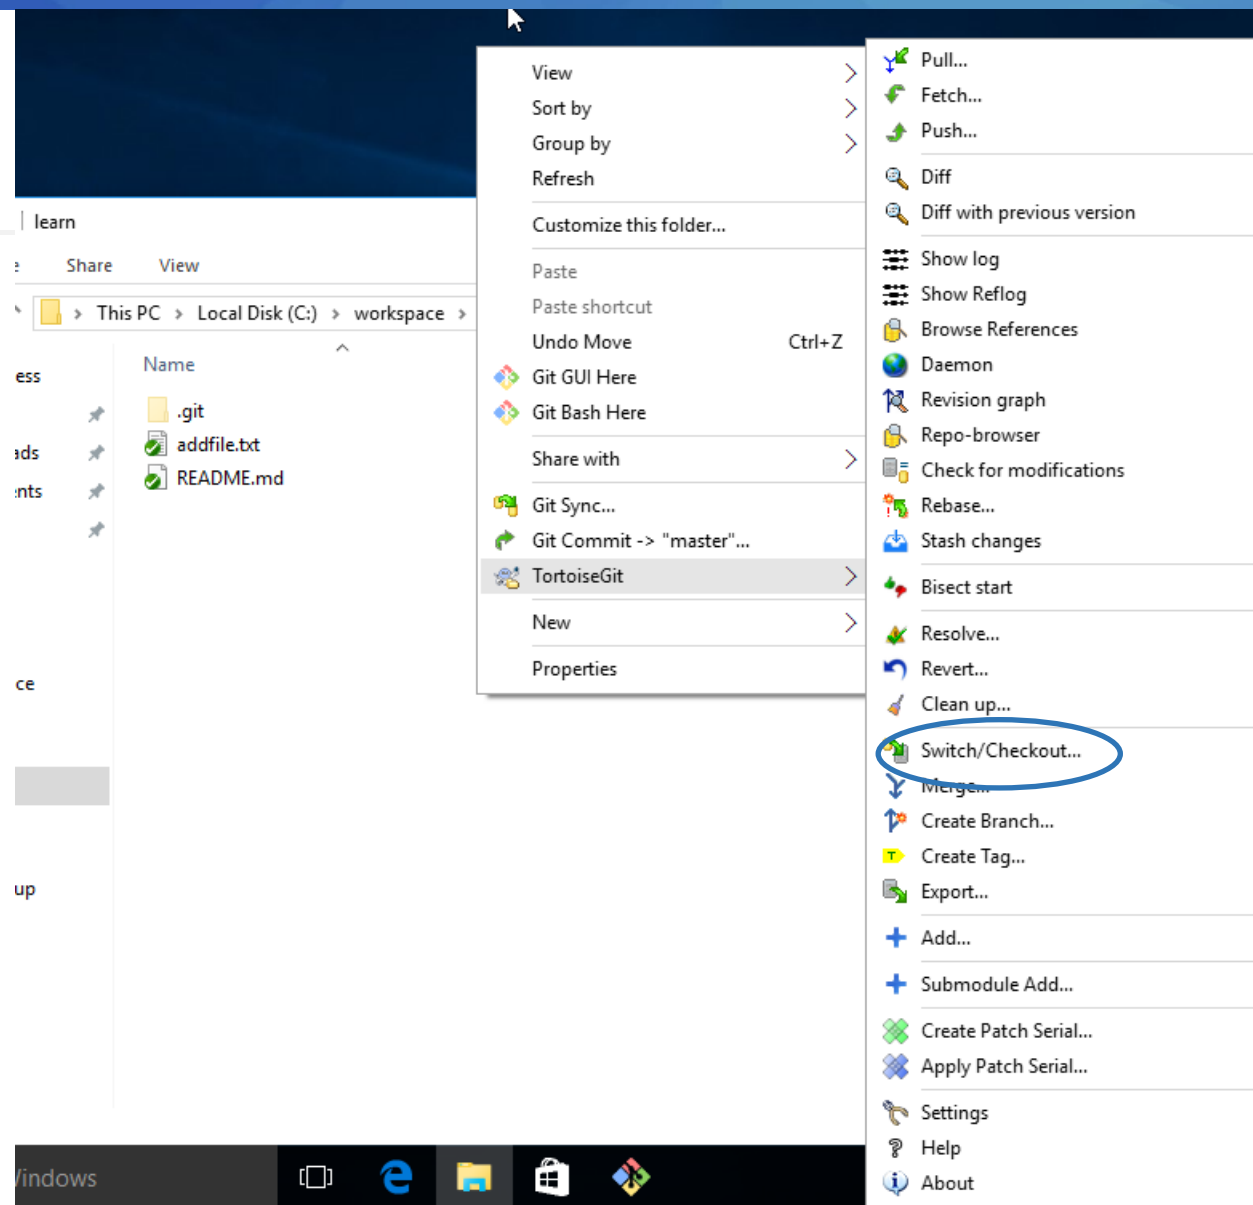 learn
Share
View
This PC > Local Disk (C:) > workspace >
Name
ess
.git
addfile.txt
ads
README.md
ents
ce
up
View
Sort by
Group by
Refresh
Customize this folder...
Paste
Paste shortcut
Undo Move Ctrl+Z
Git GUI Here
Git Bash Here
Share with
Git Sync...
Git Commit -> "master"...
TortoiseGit
New
Properties
Pull...
Fetch...
Push...
Diff
Diff with previous version
Show log
Show Reflog
Browse References
Daemon
Revision graph
Repo-browser
Check for modifications
Rebase...
Stash changes
Bisect start
Resolve...
Revert...
Clean up...
Switch/Checkout...
Merge...
Create Branch...
Create Tag...
T
Export...
Add...
Submodule Add...
Create Patch Serial...
Apply Patch Serial...
Settings
Help
About
Windows